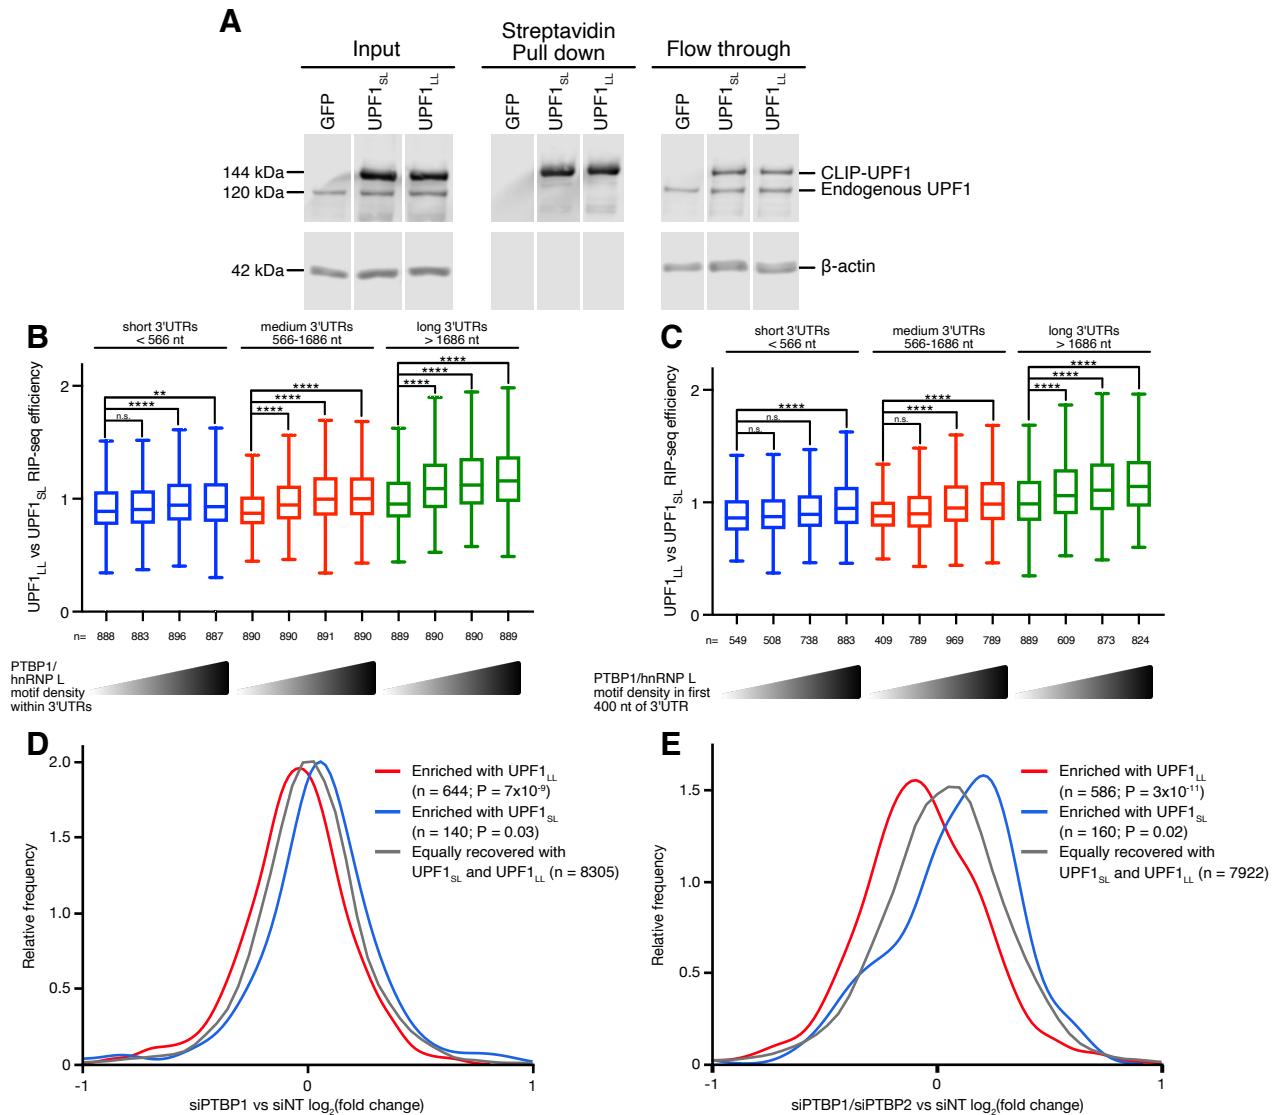 A
Input
Streptavidin
Pull down
Flow through
GFP
UPF1SL
UPF1LL
GFP
UPF1SL
UPF1LL
GFP
UPF1SL
UPF1LL
144 kDa
120 kDa
42 kDa
CLIP-UPF1
Endogenous UPF1
β-actin
B
short 3'UTRs
< 566 nt
medium 3'UTRs
566-1686 nt
long 3'UTRs
> 1686 nt
UPF1LL vs UPF1SL RIP-seq efficiency
2
1
0
**
****
n.s.
****
****
****
****
****
****
n= 888 883 896 887 890 890 891 890 889 890 890 889
PTBP1/
hnRNP L
motif density
within 3'UTRs
C
short 3'UTRs
< 566 nt
medium 3'UTRs
566-1686 nt
long 3'UTRs
> 1686 nt
UPF1LL vs UPF1SL RIP-seq efficiency
2
1
0
****
n.s.
n.s.
****
****
n.s.
****
****
****
n= 549 508 738 883 409 789 969 789 889 609 873 824
PTBP1/hnRNP L
motif density in first
400 nt of 3'UTR
D
Relative frequency
2.0
1.5
1.0
0.5
0
-1 0 1
siPTBP1 vs siNT log2(fold change)
Enriched with UPF1LL
(n = 644; P = 7x10⁻⁹)
Enriched with UPF1SL
(n = 140; P = 0.03)
Equally recovered with
UPF1SL and UPF1LL (n = 8305)
E
Relative frequency
1.5
1.0
0.5
0
-1 0 1
siPTBP1/siPTBP2 vs siNT log2(fold change)
Enriched with UPF1LL
(n = 586; P = 3x10⁻¹¹)
Enriched with UPF1SL
(n = 160; P = 0.02)
Equally recovered with
UPF1SL and UPF1LL (n = 7922)